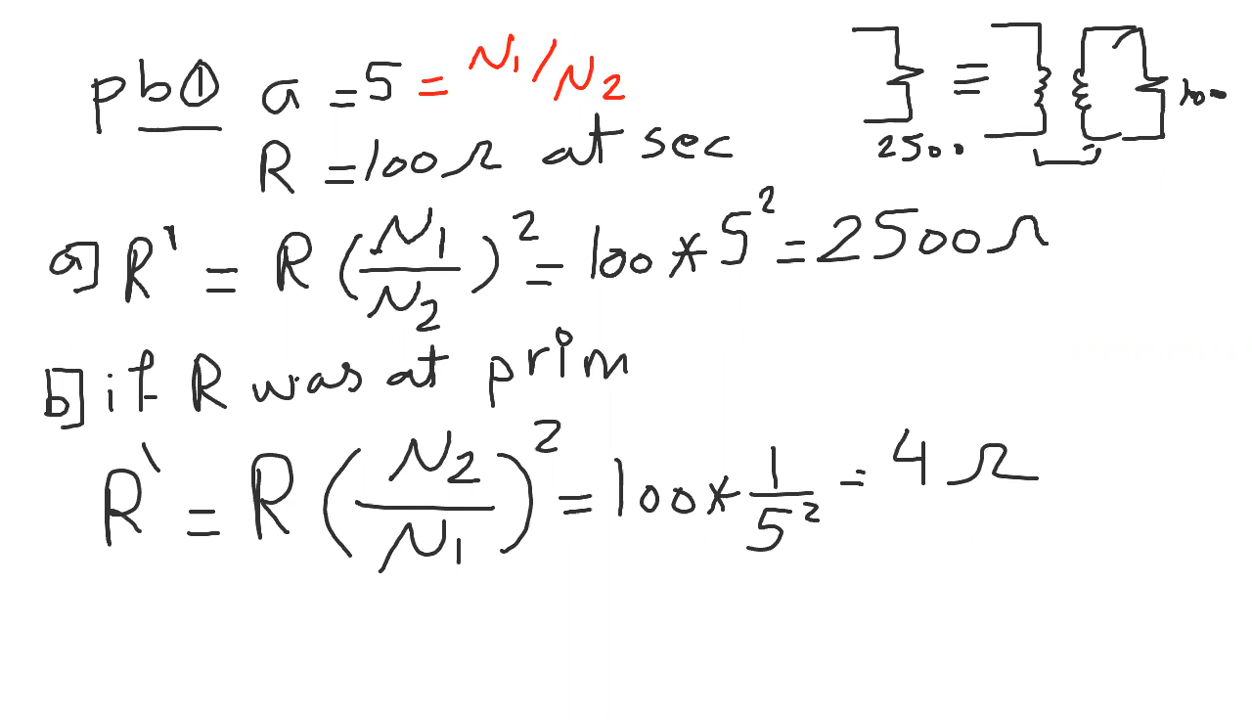 pb① a = 5 = N1/N2
R = 100Ω at sec
2500
100
a] R' = R (N1/N2)² = 100 * 5² = 2500Ω
b] if R was at prim
R' = R (N2/N1)² = 100 * 1/5² = 4 Ω